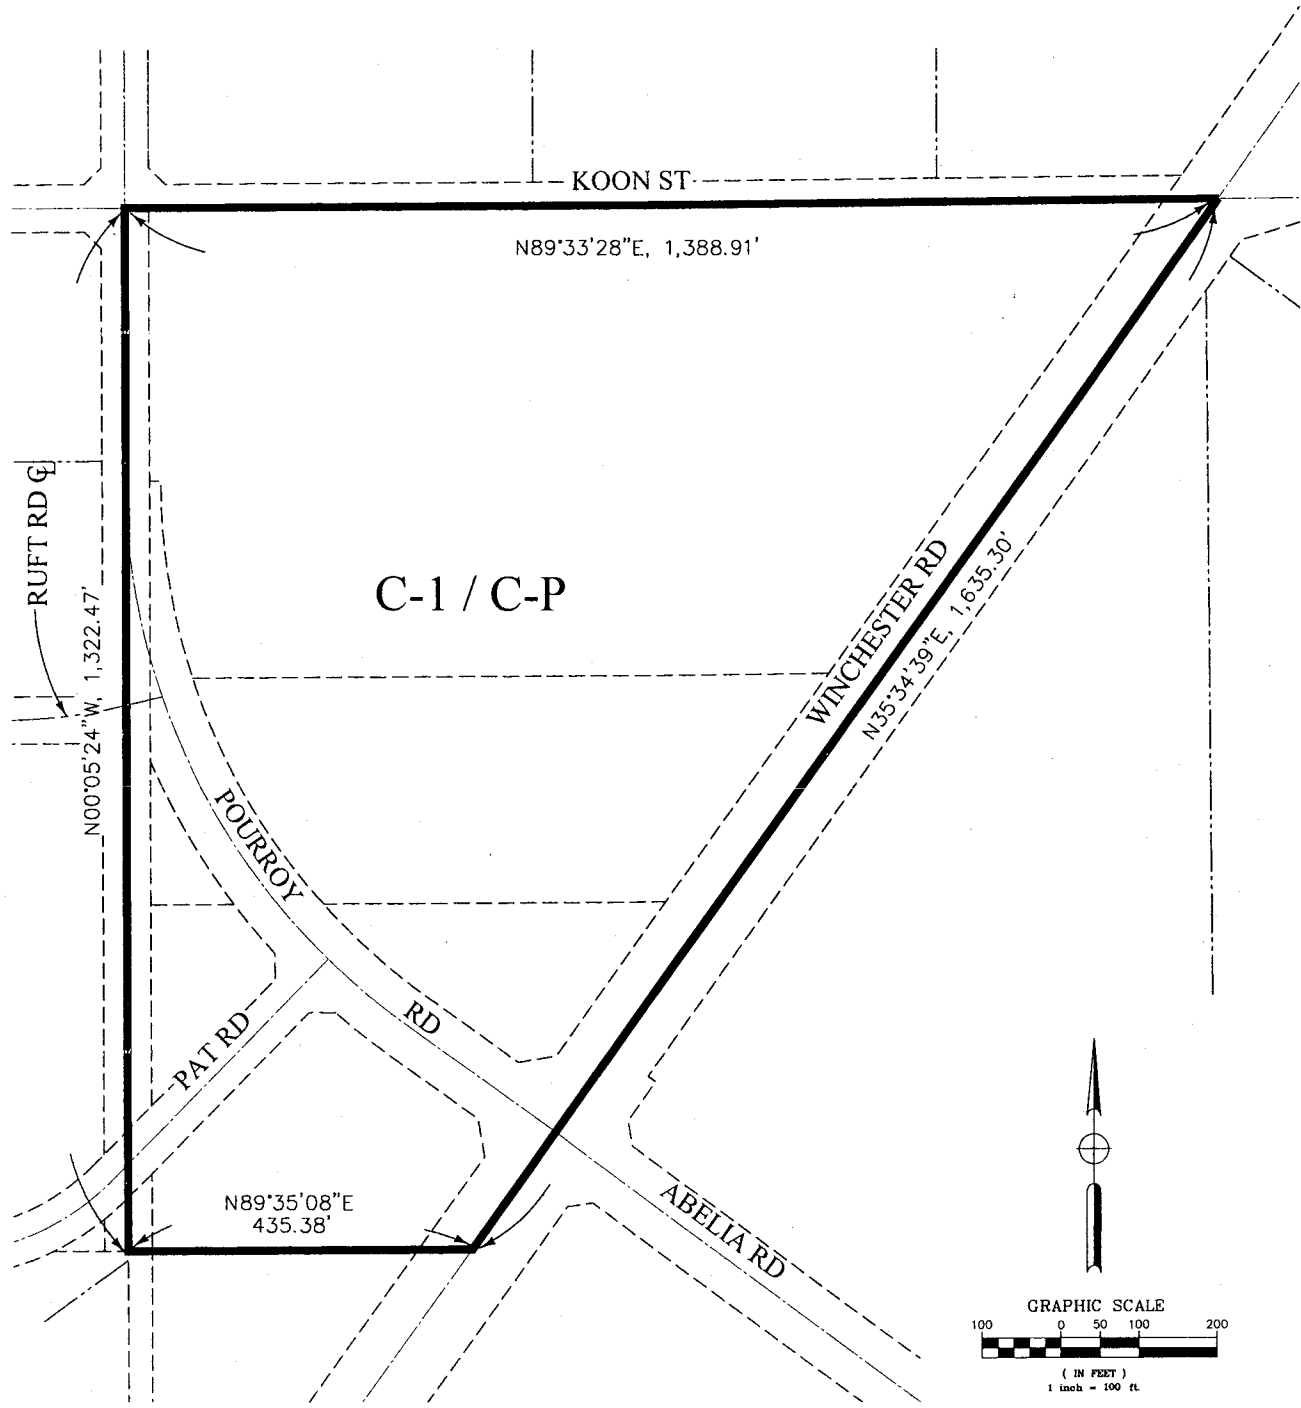 KOON ST
N89°33'28"E, 1,388.91'
RUFT RD ℄
N00°05'24"W, 1,322.47'
C-1 / C-P
WINCHESTER RD
N35°34'39"E, 1,635.30'
POURROY
RD
PAT RD
N89°35'08"E
435.38'
ABELIA RD
GRAPHIC SCALE
100 0 50 100 200
( IN FEET )
1 inch = 100 ft.